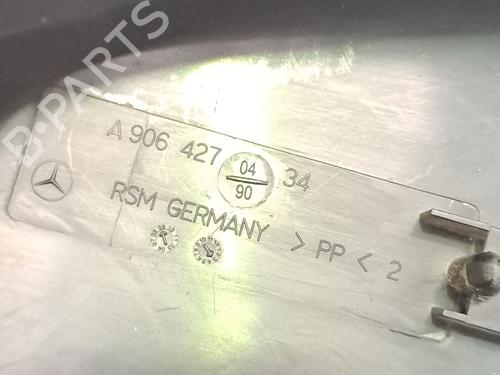 B-PARTS
A 906 427 04 34
90
RSM GERMANY > PP < 2